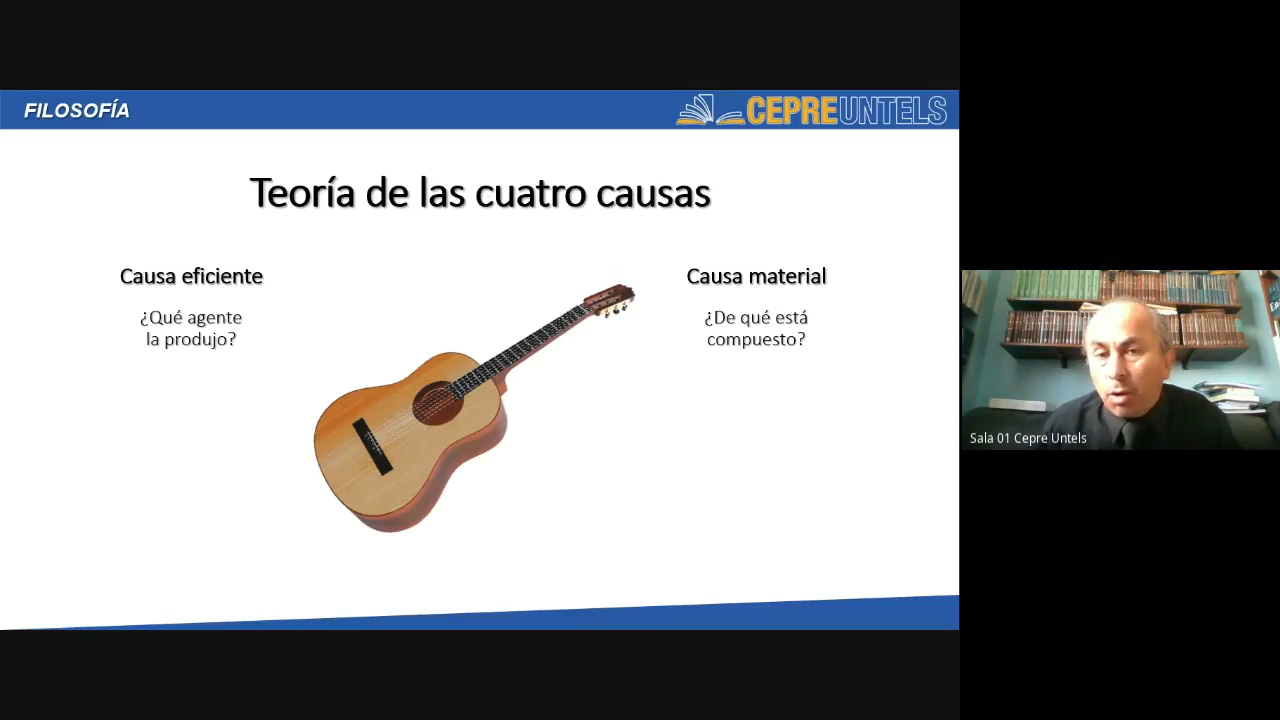 FILOSOFÍA
CEPREUNTELS
Teoría de las cuatro causas
Causa eficiente
¿Qué agente
la produjo?
Causa material
¿De qué está
compuesto?
Sala 01 Cepre Untels